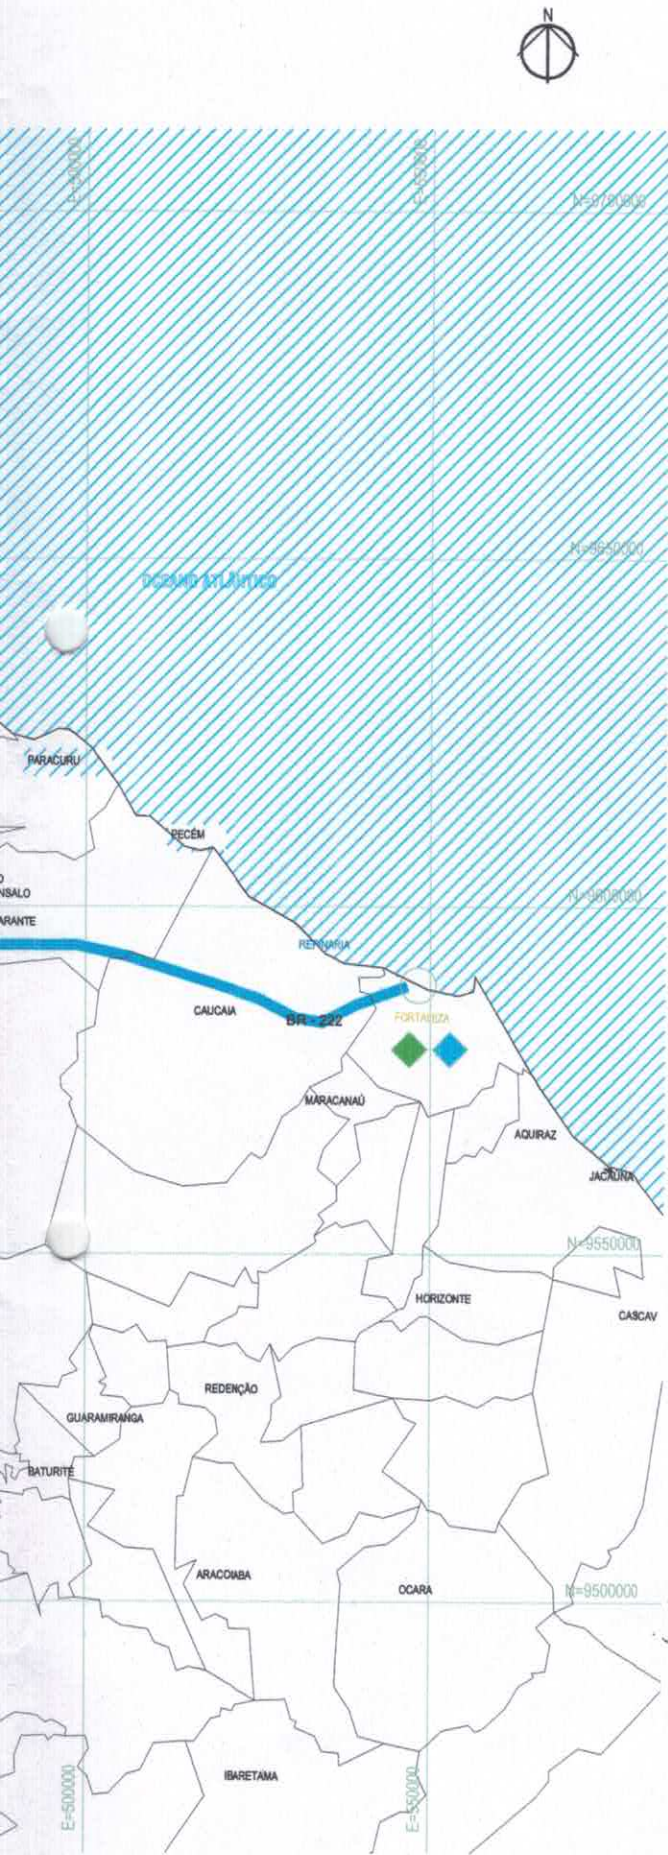 N
E=500000
E=550000
N=9700000
N=9650000
OCEANO ATLÂNTICO
PARACURU
PECÉM
NSALO
ARANTE
N=9600000
REFINARIA
CAUCAIA
BR - 222
FORTALEZA
MARACANAÚ
AQUIRAZ
JACAÚNA
N=9550000
HORIZONTE
CASCAV
REDENÇÃO
GUARAMIRANGA
BATURITÉ
ARACOIABA
OCARA
N=9500000
IBARETAMA
E=500000
E=550000